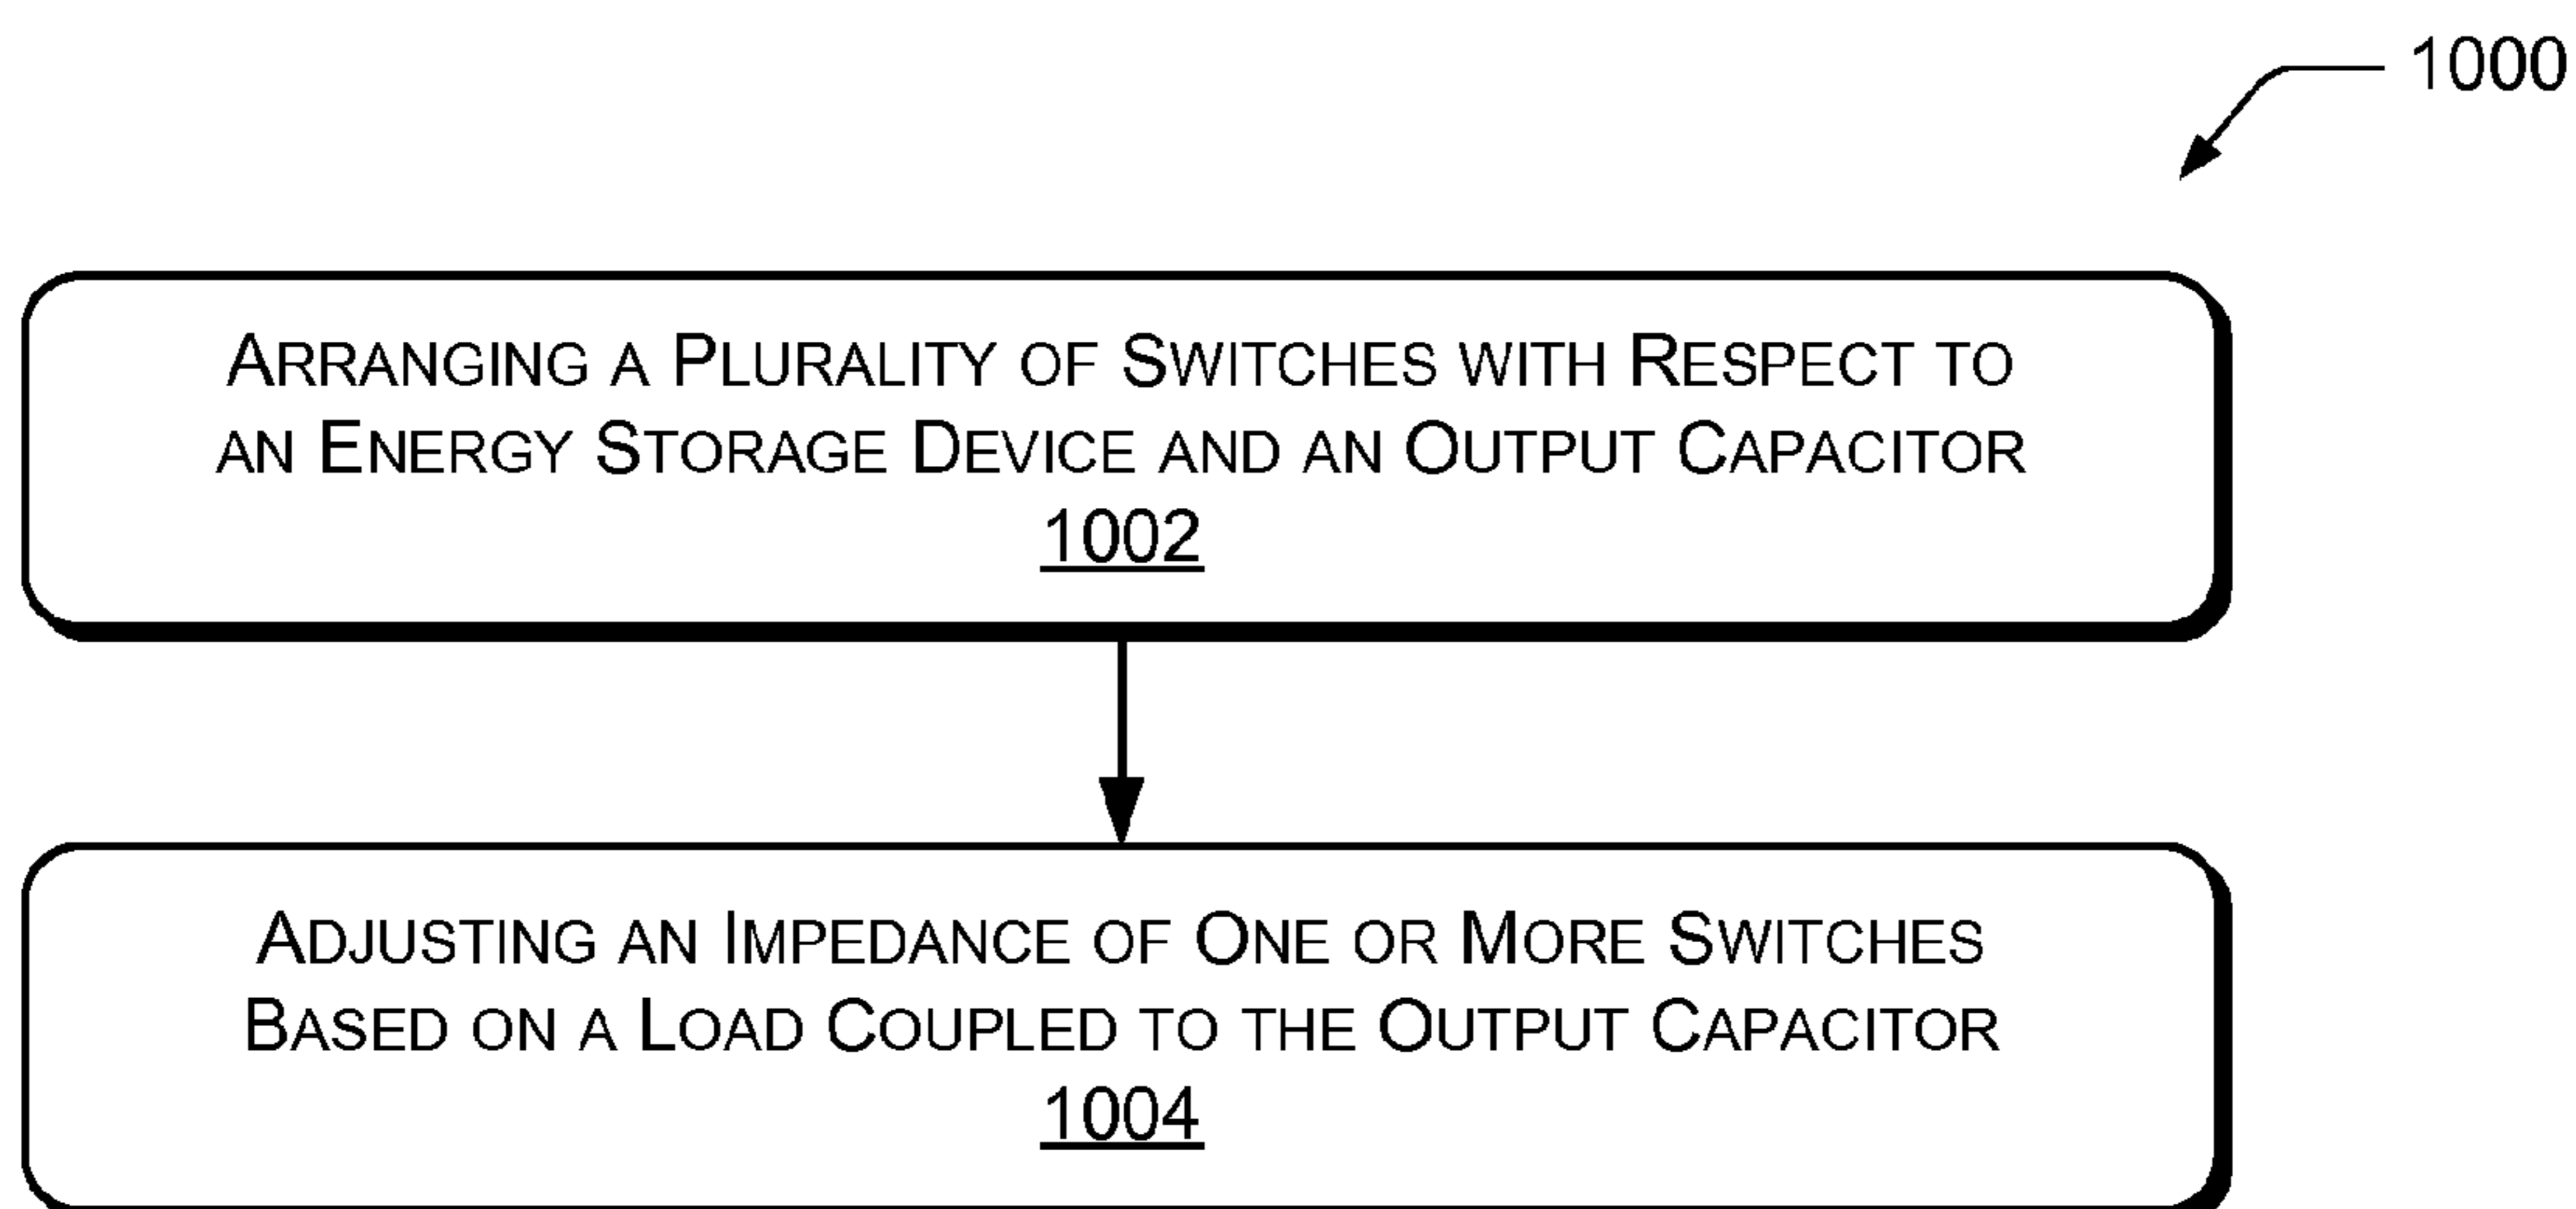 1000
Arranging a Plurality of Switches with Respect to
an Energy Storage Device and an Output Capacitor
1002
Adjusting an Impedance of One or More Switches
Based on a Load Coupled to the Output Capacitor
1004